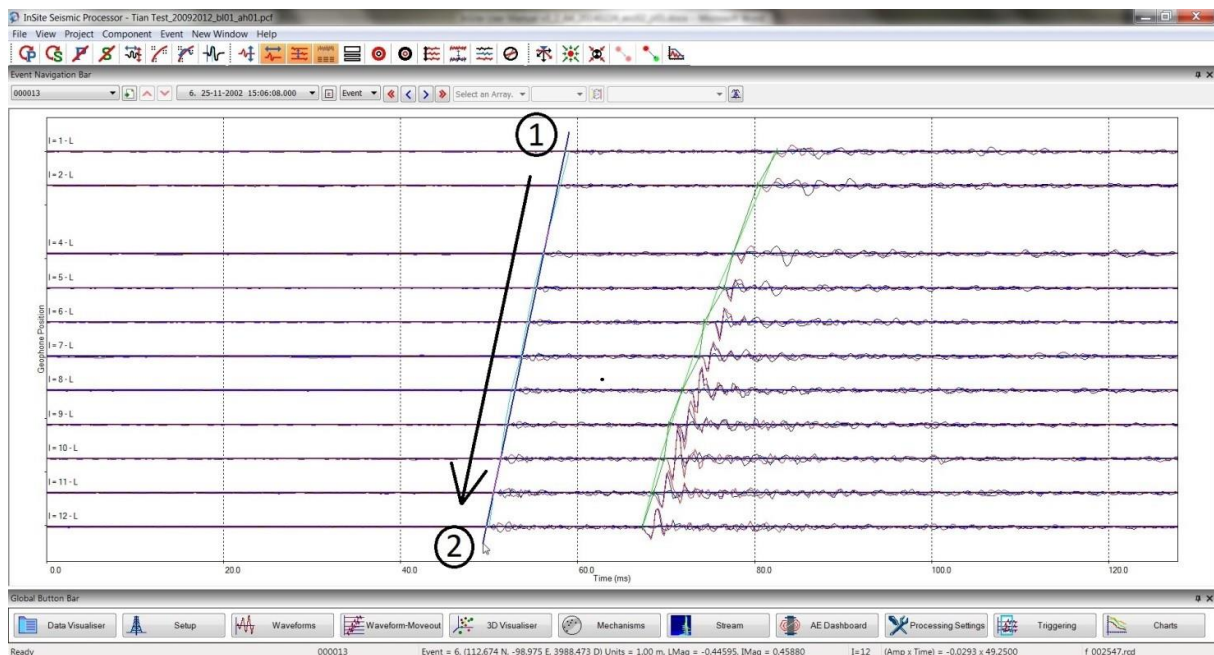 InSite Seismic Processor - Tian Test_20092012_bl01_ah01.pcf
File View Project Component Event New Window Help
Event Navigation Bar
000013 6. 25-11-2002 15:06:08.000 Event Select an Array.
1
I = 1 - L
I = 2 - L
I = 4 - L
I = 5 - L
I = 6 - L
I = 7 - L
I = 8 - L
I = 9 - L
I = 10 - L
I = 11 - L
I = 12 - L
Geophone Position
2
0.0 20.0 40.0 60.0 80.0 100.0 120.0
Time (ms)
Global Button Bar
Data Visualiser Setup Waveforms Waveform-Moveout 3D Visualiser Mechanisms Stream AE Dashboard Processing Settings Triggering Charts
Ready 000013 Event = 6, (112.674 N, -98.975 E, 3988.473 D) Units = 1.00 m, LMag = -0.44595, IMag = 0.45880 I=12 (Amp x Time) = -0.0293 x 49.2500 f_002547.rcd